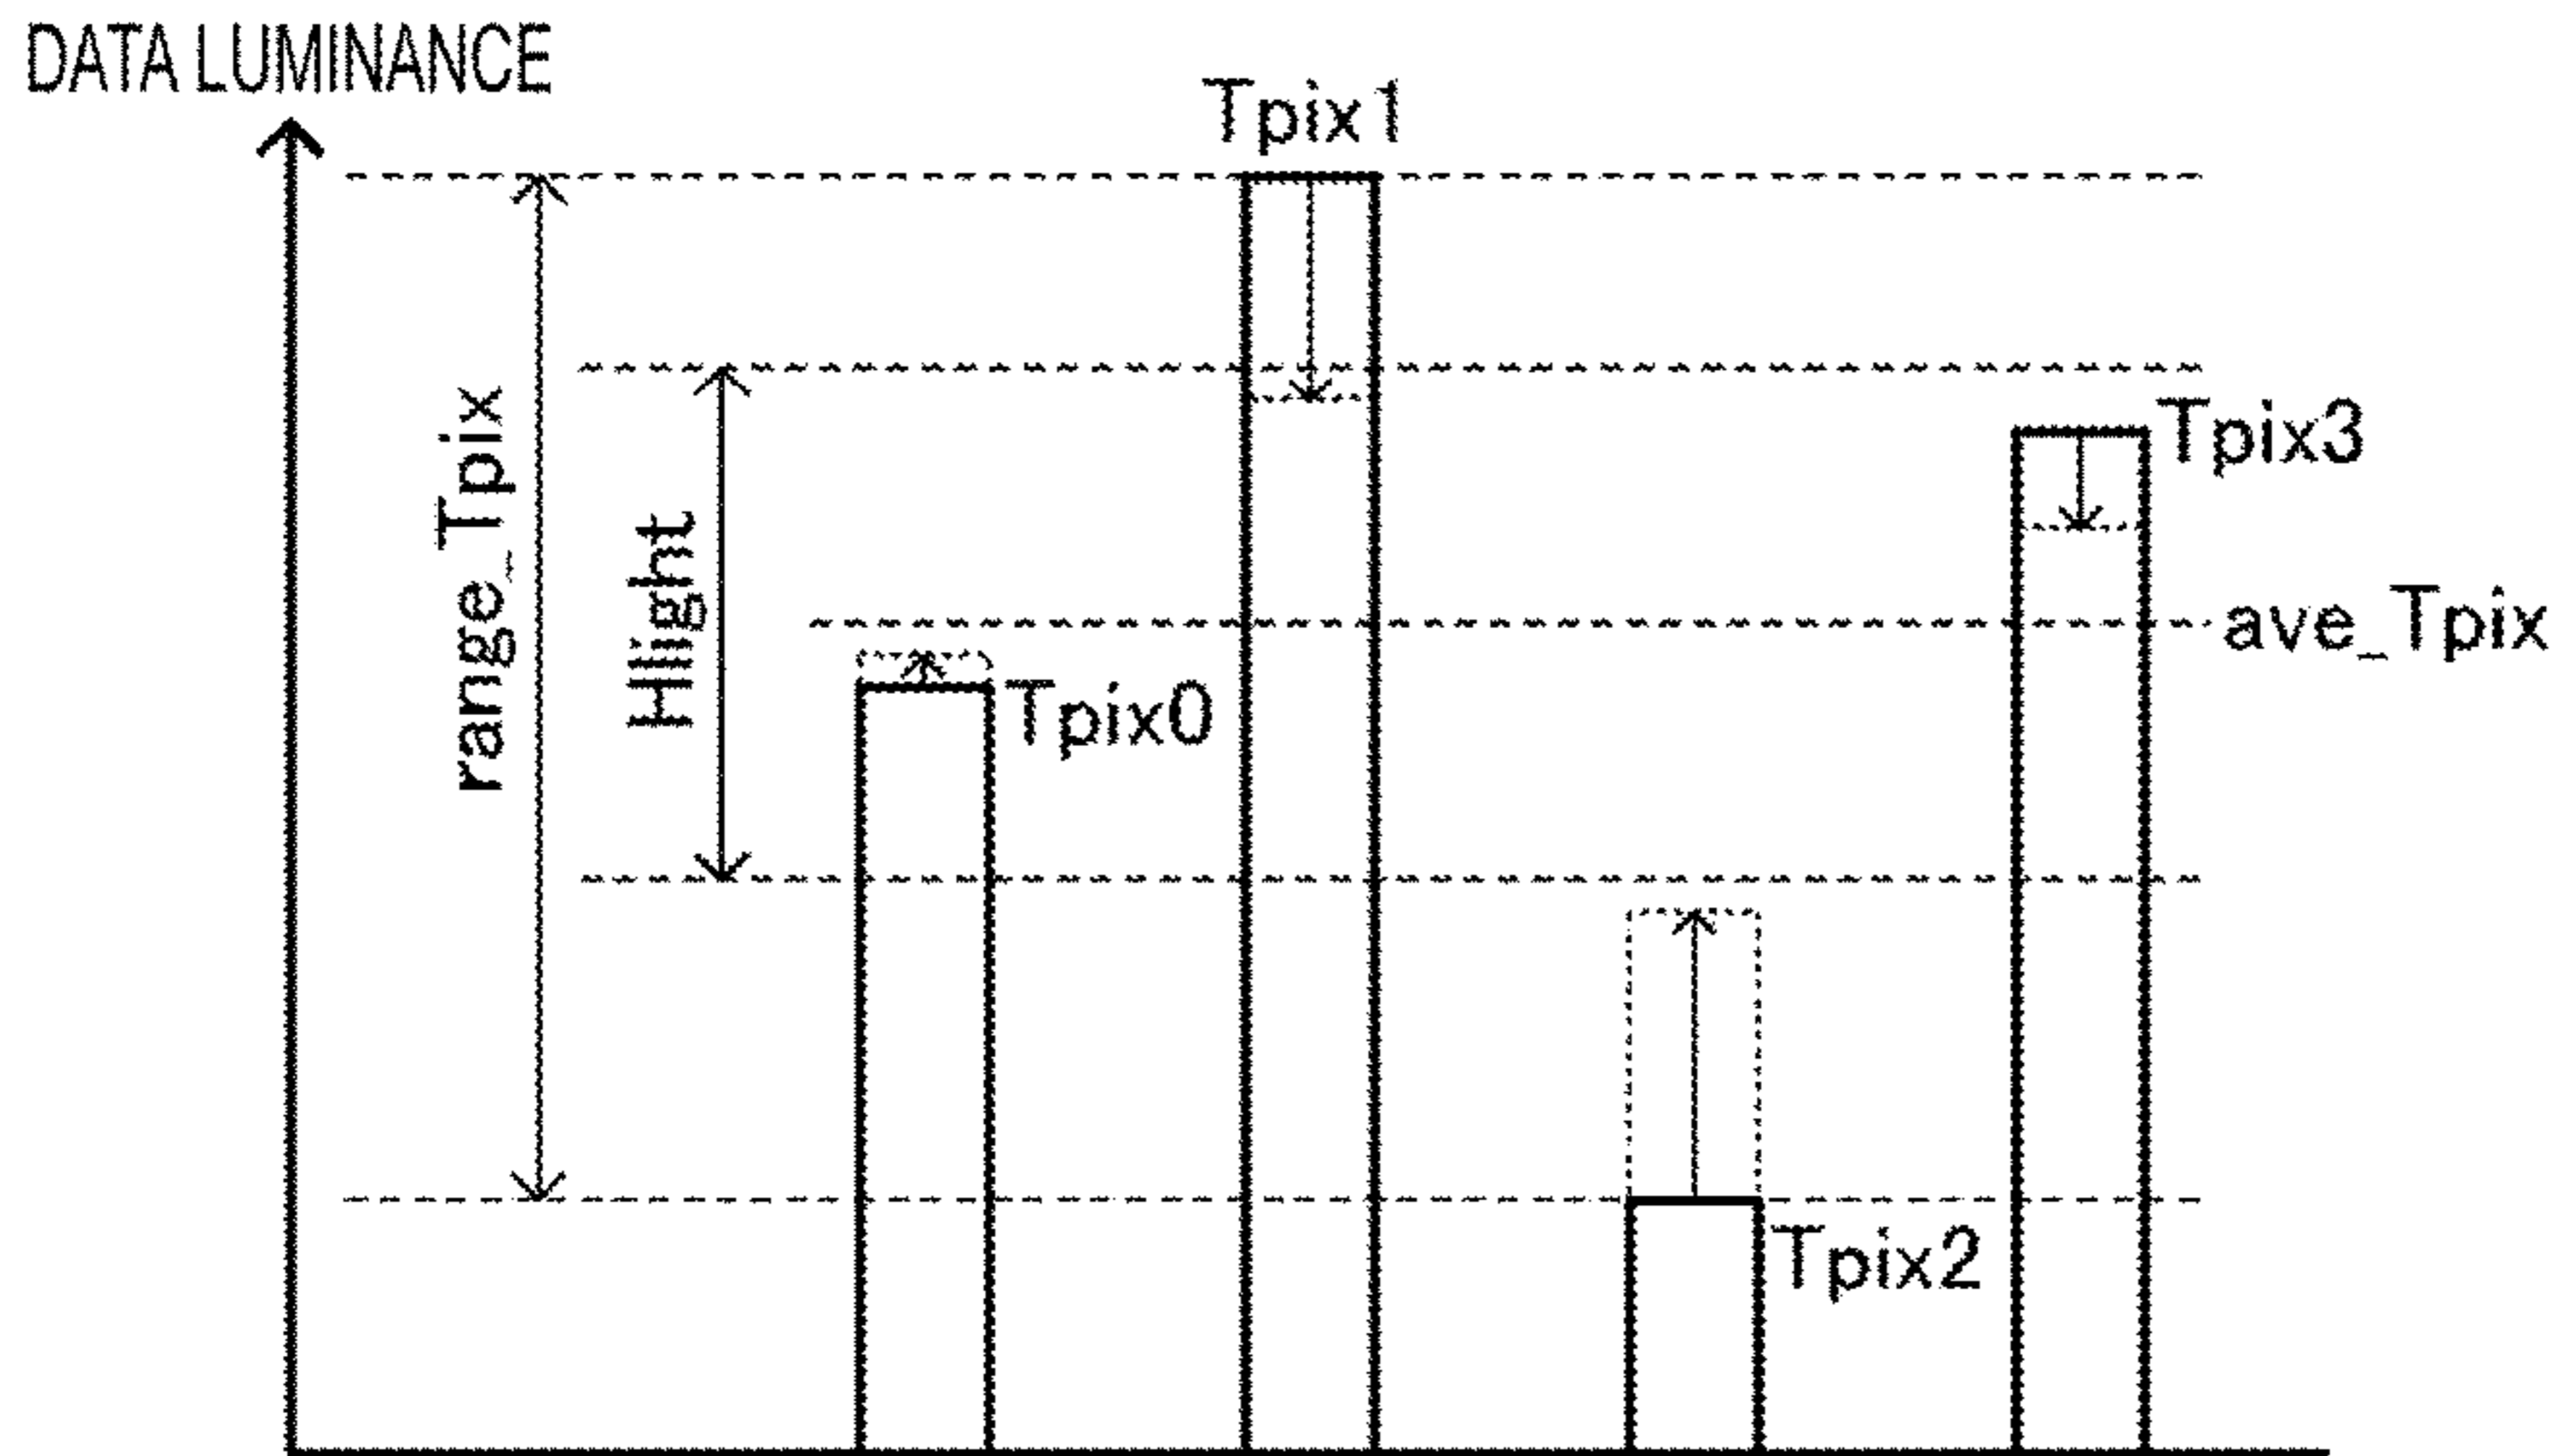 DATA LUMINANCE
Tpix1
Tpix3
range_Tpix
Hlight
ave_Tpix
Tpix0
Tpix2